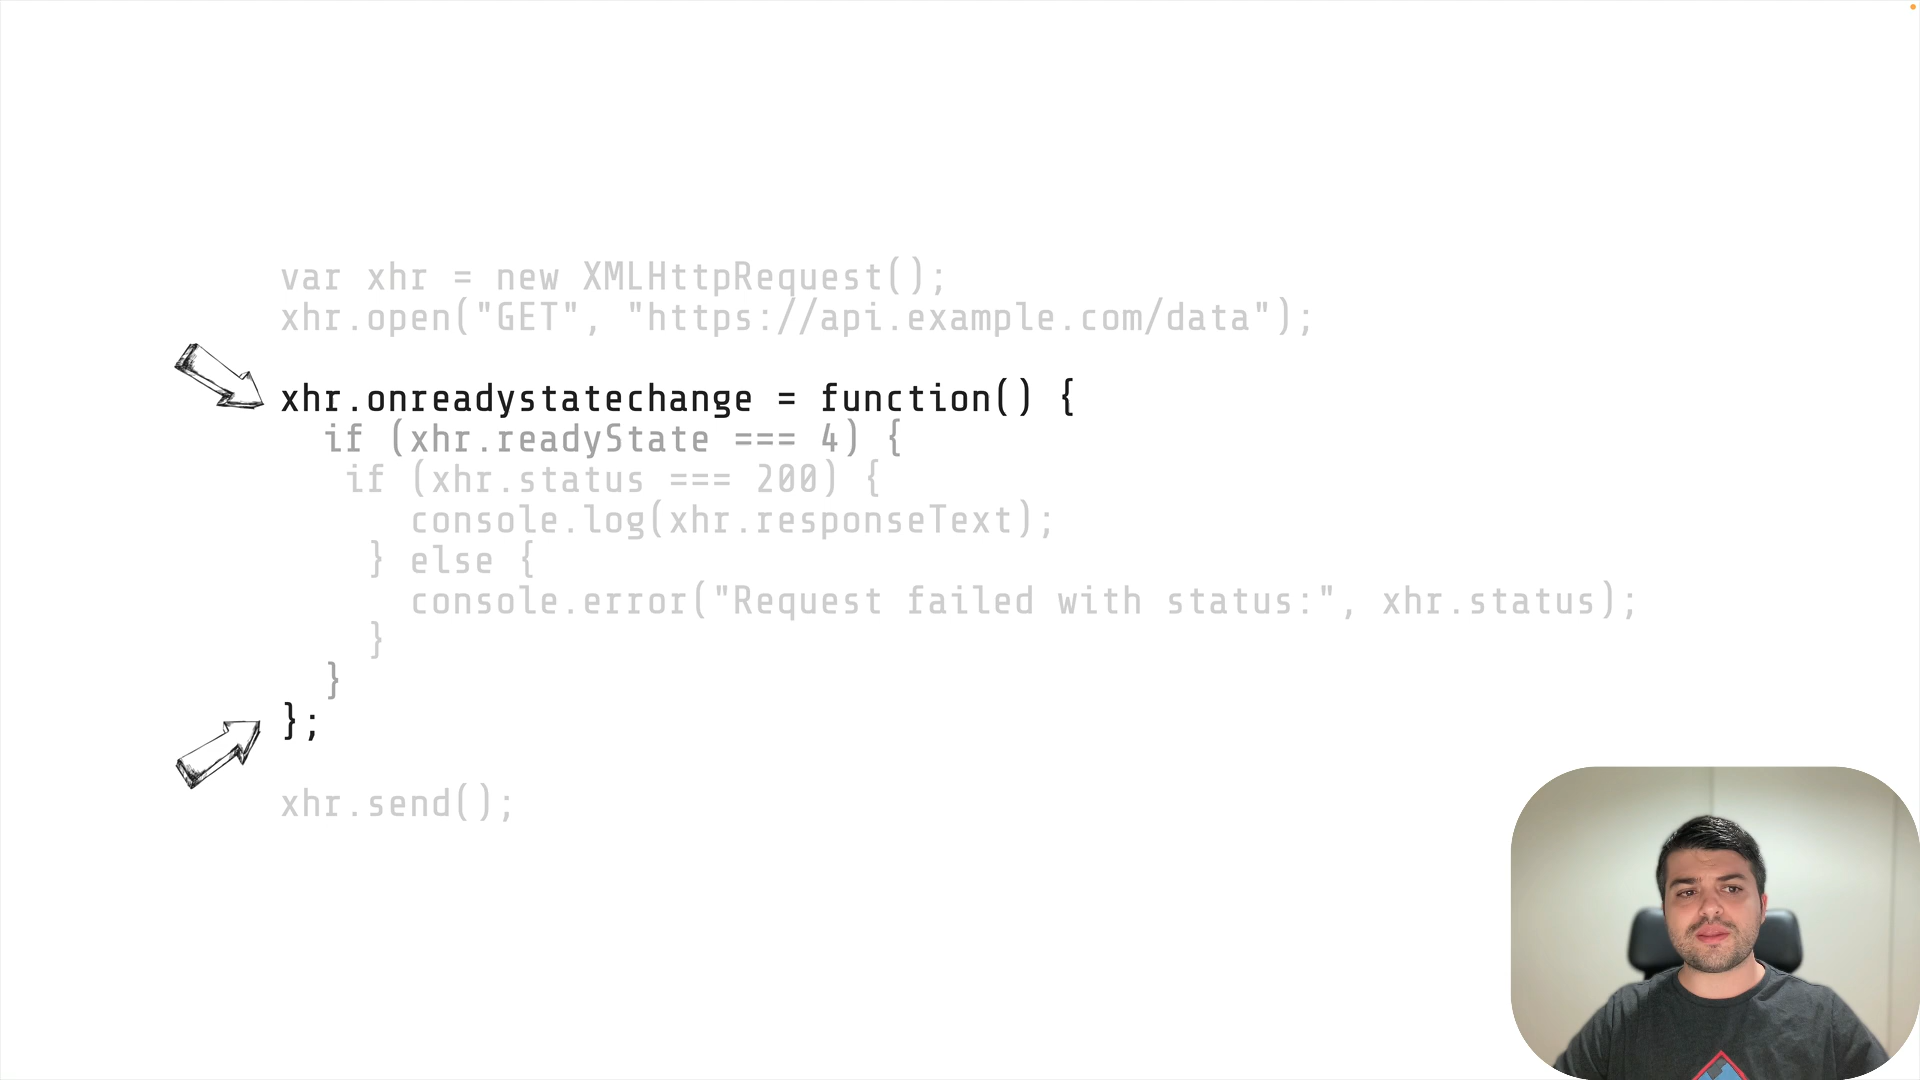 var xhr = new XMLHttpRequest();
xhr.open("GET", "https://api.example.com/data");
xhr.onreadystatechange = function() {
if (xhr.readyState === 4) {
if (xhr.status === 200) {
console.log(xhr.responseText);
} else {
console.error("Request failed with status:", xhr.status);
}
}
};
xhr.send();